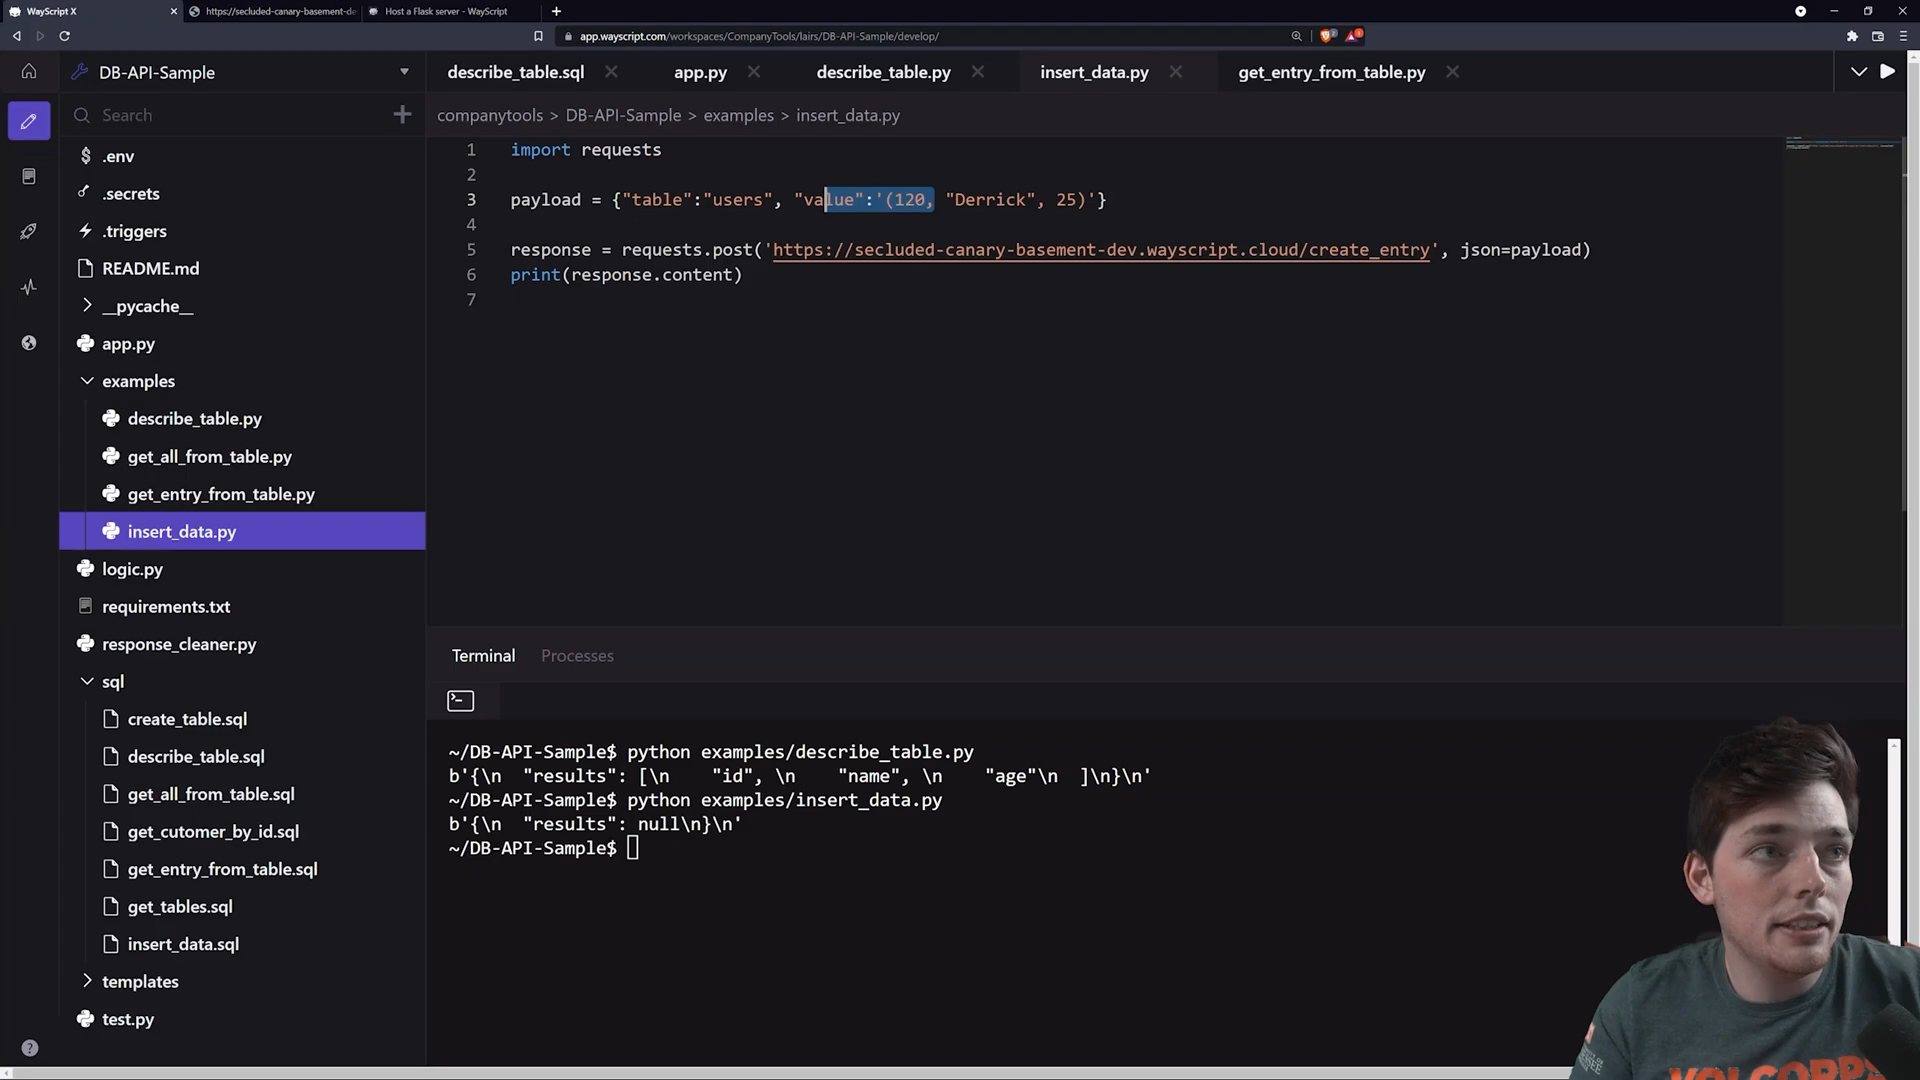 WayScript X
https://secluded-canary-basement-de
Host a Flask server - WayScript
app.wayscript.com/workspaces/CompanyTools/lairs/DB-API-Sample/develop/
DB-API-Sample
describe_table.sql
app.py
describe_table.py
insert_data.py
get_entry_from_table.py
Search
companytools > DB-API-Sample > examples > insert_data.py
.env
.secrets
.triggers
README.md
__pycache__
app.py
examples
describe_table.py
get_all_from_table.py
get_entry_from_table.py
insert_data.py
logic.py
requirements.txt
response_cleaner.py
sql
create_table.sql
describe_table.sql
get_all_from_table.sql
get_cutomer_by_id.sql
get_entry_from_table.sql
get_tables.sql
insert_data.sql
templates
test.py
1 import requests
2
3 payload = {"table":"users", "value":'(120, "Derrick", 25)'}
4
5 response = requests.post('https://secluded-canary-basement-dev.wayscript.cloud/create_entry', json=payload)
6 print(response.content)
7
Terminal
Processes
~/DB-API-Sample$ python examples/describe_table.py
b'{\n  "results": [\n    "id", \n    "name", \n    "age"\n  ]\n}\n'
~/DB-API-Sample$ python examples/insert_data.py
b'{\n  "results": null\n}\n'
~/DB-API-Sample$
VOLCORPS